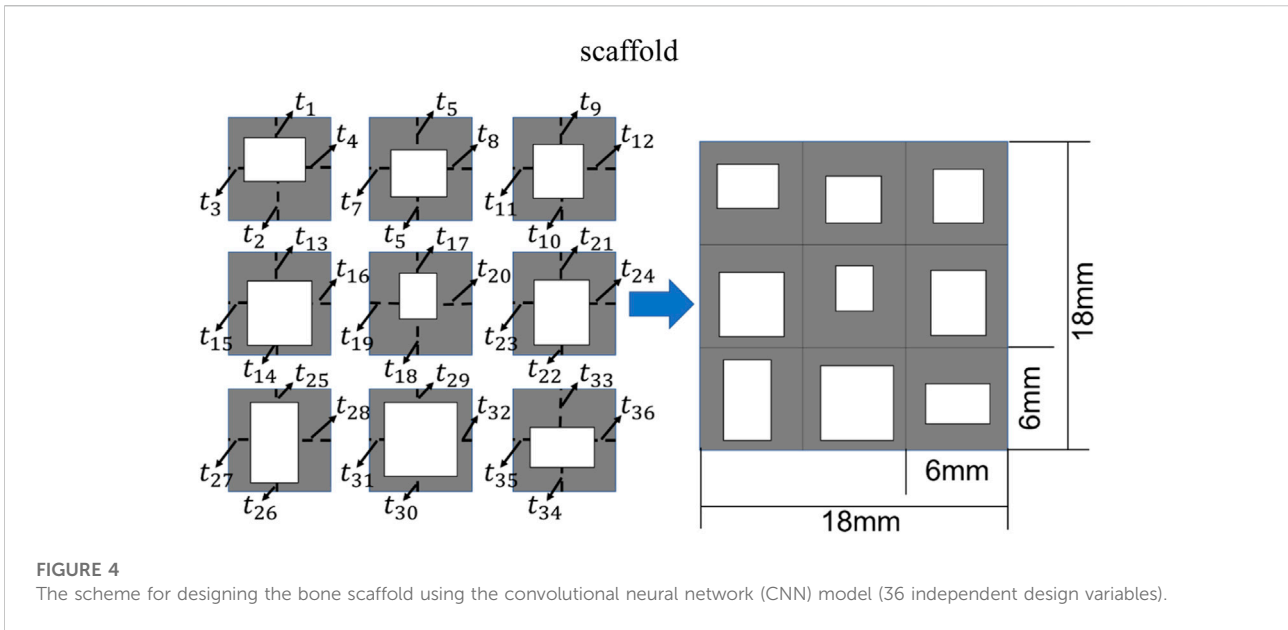 scaffold
t₁ t₅ t₉
t₄ t₈ t₁₂
t₃ t₇ t₁₁
t₂ t₅ t₁₀
t₁₃ t₁₇ t₂₁
t₁₆ t₂₀ t₂₄
t₁₅ t₁₉ t₂₃
t₁₄ t₁₈ t₂₂
t₂₅ t₂₉ t₃₃
t₂₈ t₃₂ t₃₆
t₂₇ t₃₁ t₃₅
t₂₆ t₃₀ t₃₄
18mm
6mm
6mm
18mm
FIGURE 4
The scheme for designing the bone scaffold using the convolutional neural network (CNN) model (36 independent design variables).